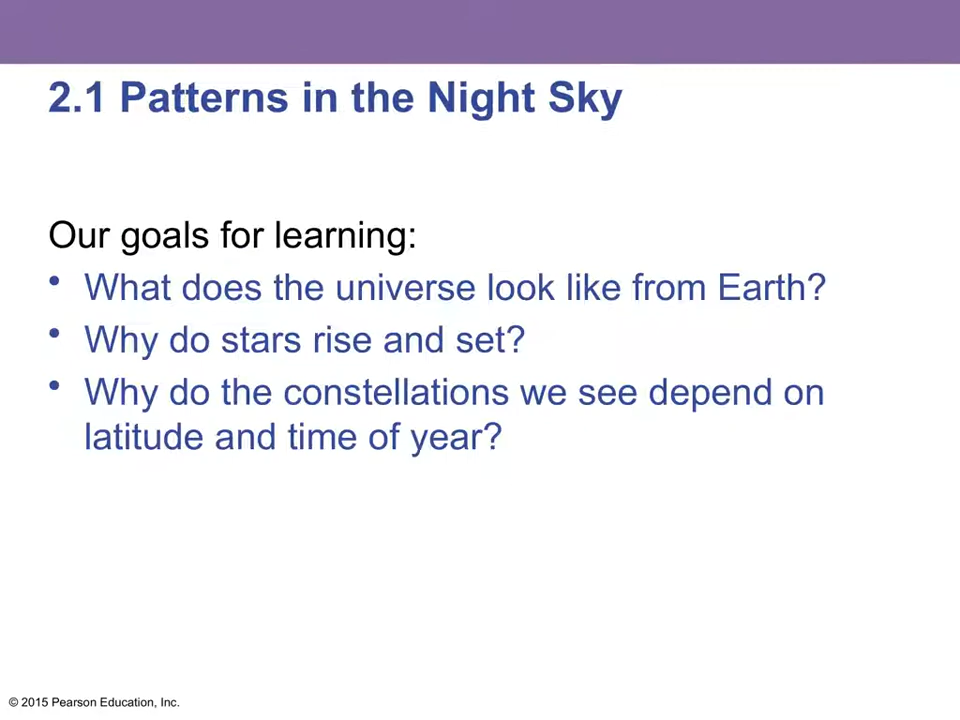 2.1 Patterns in the Night Sky
Our goals for learning:
• What does the universe look like from Earth?
• Why do stars rise and set?
• Why do the constellations we see depend on
latitude and time of year?
© 2015 Pearson Education, Inc.